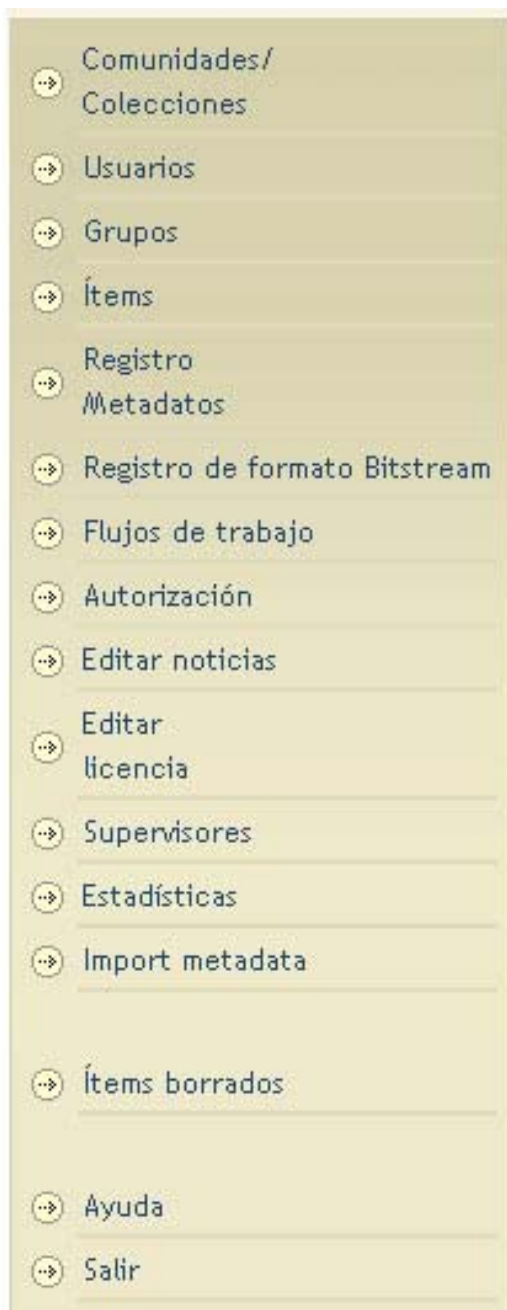 Comunidades/
Colecciones
Usuarios
Grupos
Ítems
Registro
Metadatos
Registro de formato Bitstream
Flujos de trabajo
Autorización
Editar noticias
Editar
licencia
Supervisores
Estadísticas
Import metadata
Ítems borrados
Ayuda
Salir